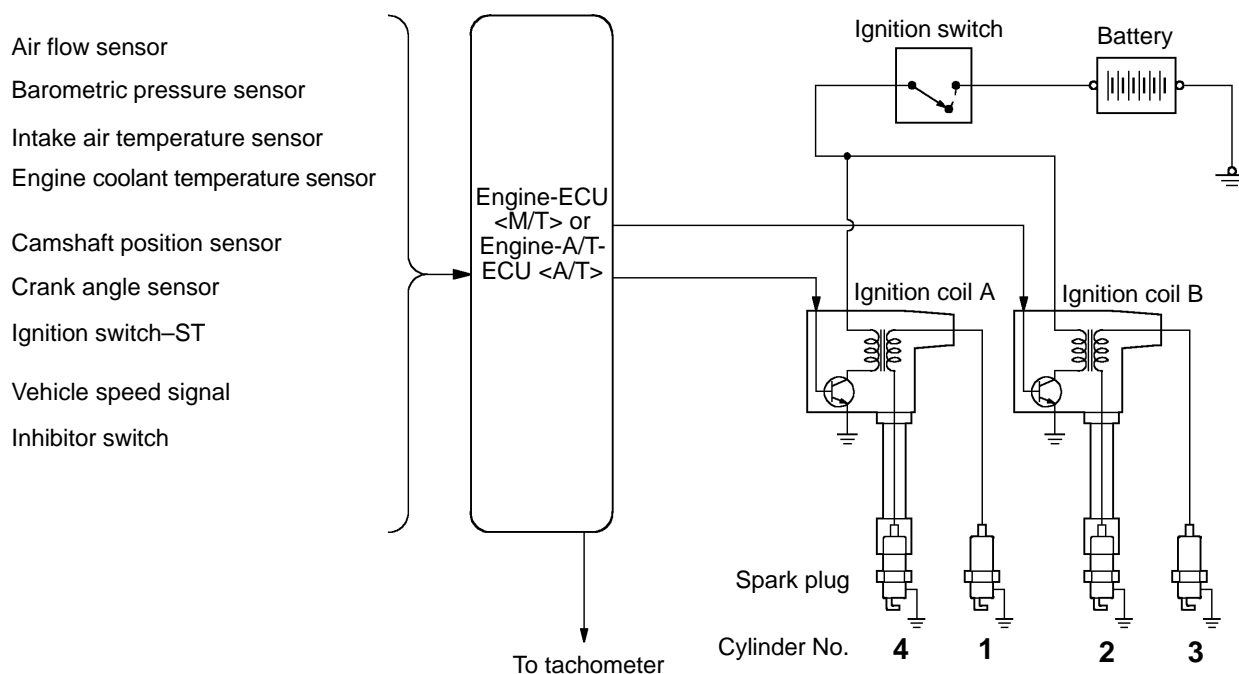 Air flow sensor
Barometric pressure sensor
Intake air temperature sensor
Engine coolant temperature sensor
Camshaft position sensor
Crank angle sensor
Ignition switch–ST
Vehicle speed signal
Inhibitor switch
Engine-ECU
<M/T> or
Engine-A/T-
ECU <A/T>
To tachometer
Ignition switch
Battery
Ignition coil A
Ignition coil B
Spark plug
Cylinder No. 4 1 2 3